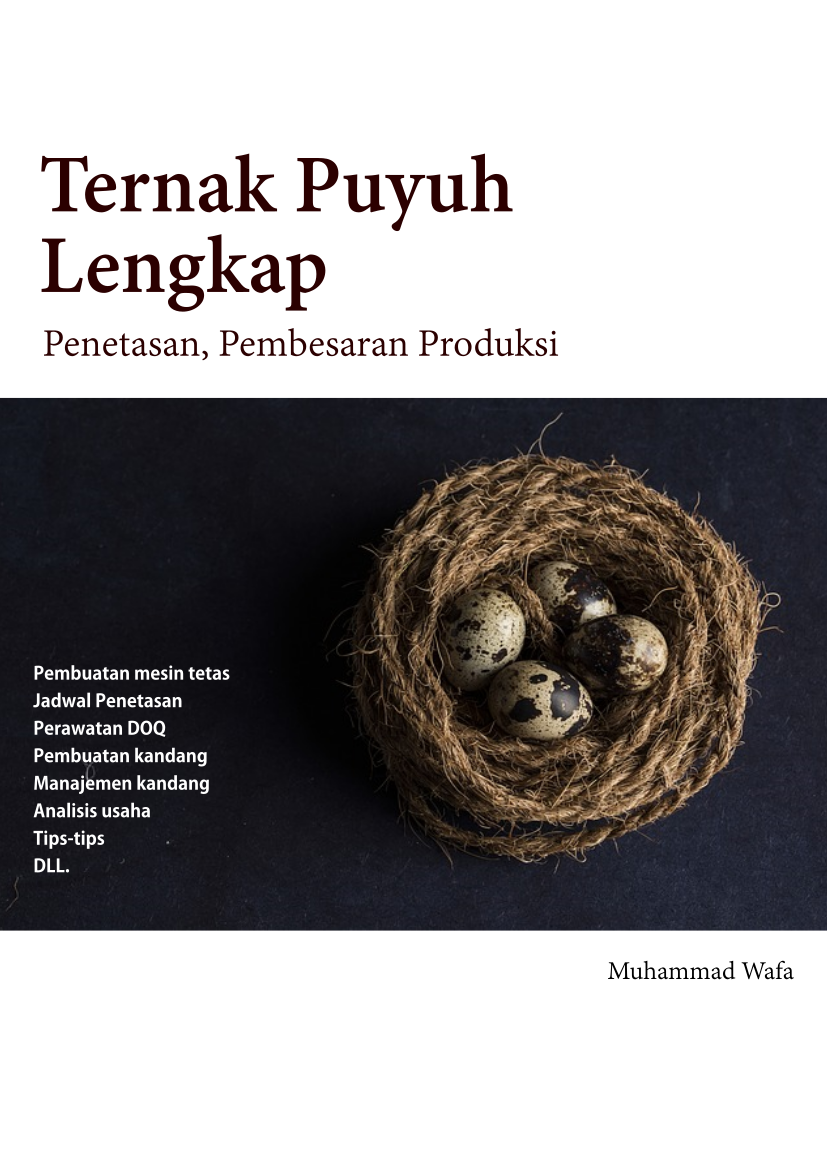 Ternak Puyuh
Lengkap
Penetasan, Pembesaran Produksi
Pembuatan mesin tetas
Jadwal Penetasan
Perawatan DOQ
Pembuatan kandang
Manajemen kandang
Analisis usaha
Tips-tips
DLL.
Muhammad Wafa